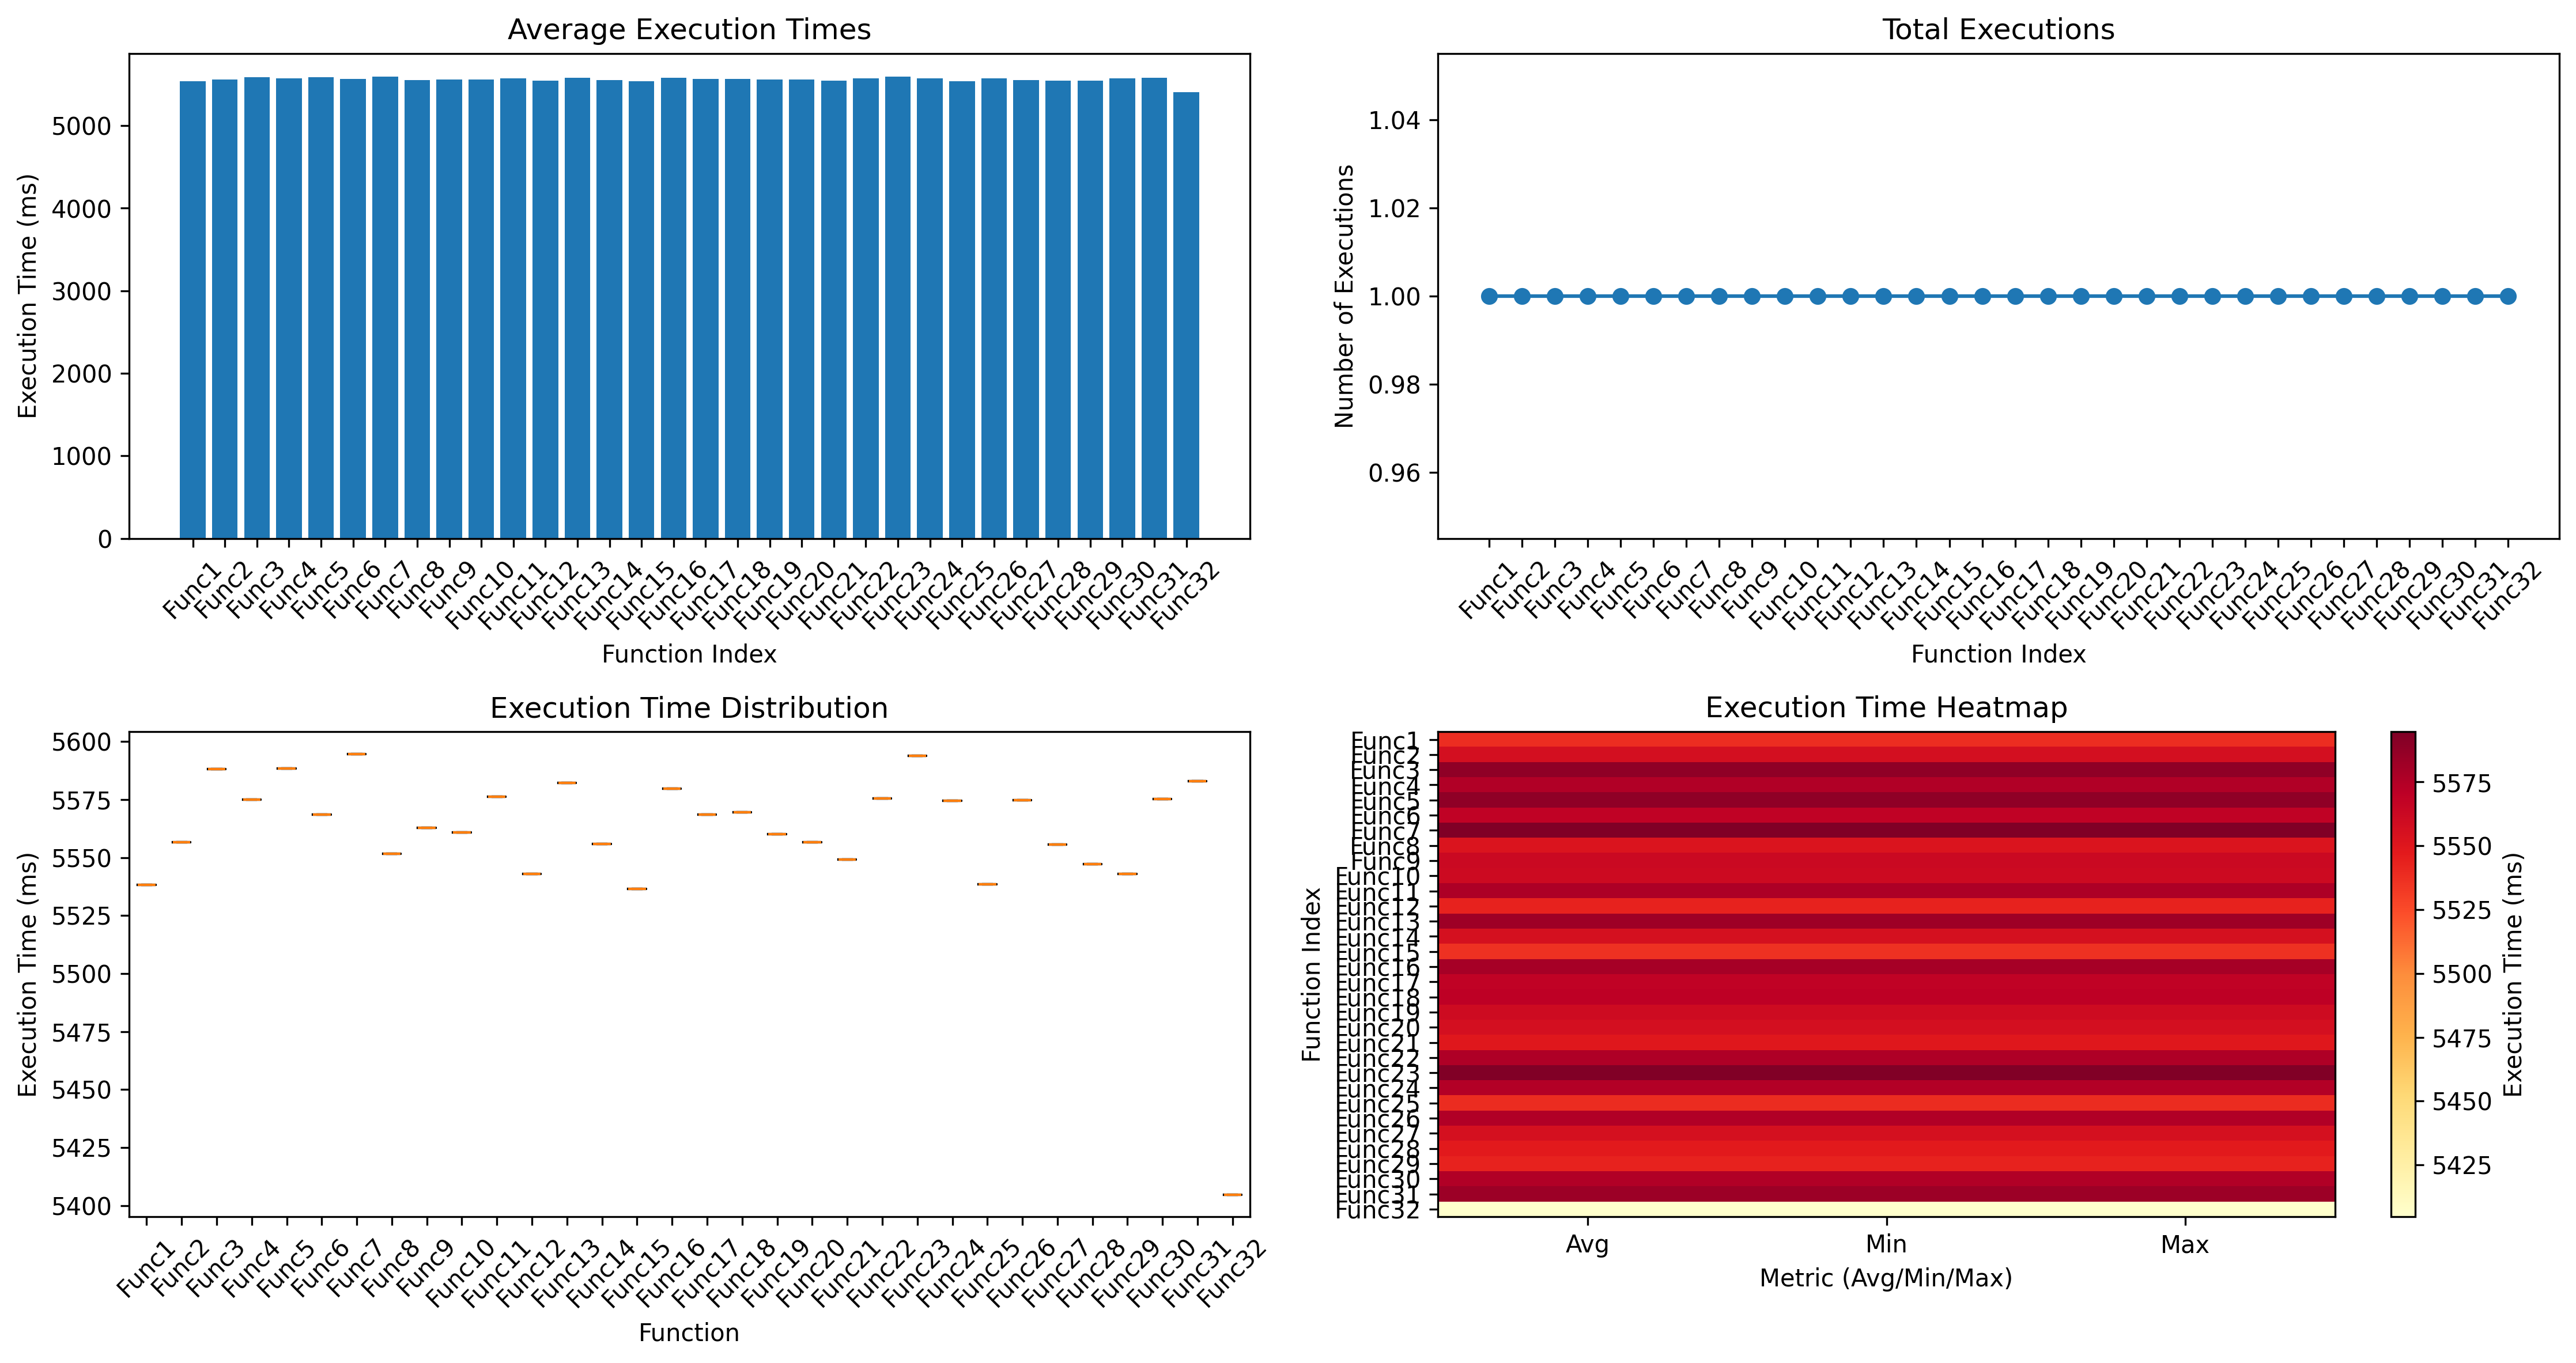 Average Execution Times
Execution Time (ms)
5000
4000
3000
2000
1000
0
Func1
Func2
Func3
Func4
Func5
Func6
Func7
Func8
Func9
Func10
Func11
Func12
Func13
Func14
Func15
Func16
Func17
Func18
Func19
Func20
Func21
Func22
Func23
Func24
Func25
Func26
Func27
Func28
Func29
Func30
Func31
Func32
Function Index
Total Executions
Number of Executions
1.04
1.02
1.00
0.98
0.96
Func1
Func2
Func3
Func4
Func5
Func6
Func7
Func8
Func9
Func10
Func11
Func12
Func13
Func14
Func15
Func16
Func17
Func18
Func19
Func20
Func21
Func22
Func23
Func24
Func25
Func26
Func27
Func28
Func29
Func30
Func31
Func32
Function Index
Execution Time Distribution
Execution Time (ms)
5600
5575
5550
5525
5500
5475
5450
5425
5400
Func1
Func2
Func3
Func4
Func5
Func6
Func7
Func8
Func9
Func10
Func11
Func12
Func13
Func14
Func15
Func16
Func17
Func18
Func19
Func20
Func21
Func22
Func23
Func24
Func25
Func26
Func27
Func28
Func29
Func30
Func31
Func32
Function
Execution Time Heatmap
Function Index
Func1
Func2
Func3
Func4
Func5
Func6
Func7
Func8
Func9
Func10
Func11
Func12
Func13
Func14
Func15
Func16
Func17
Func18
Func19
Func20
Func21
Func22
Func23
Func24
Func25
Func26
Func27
Func28
Func29
Func30
Func31
Func32
Avg
Min
Max
Metric (Avg/Min/Max)
5575
5550
5525
5500
5475
5450
5425
Execution Time (ms)